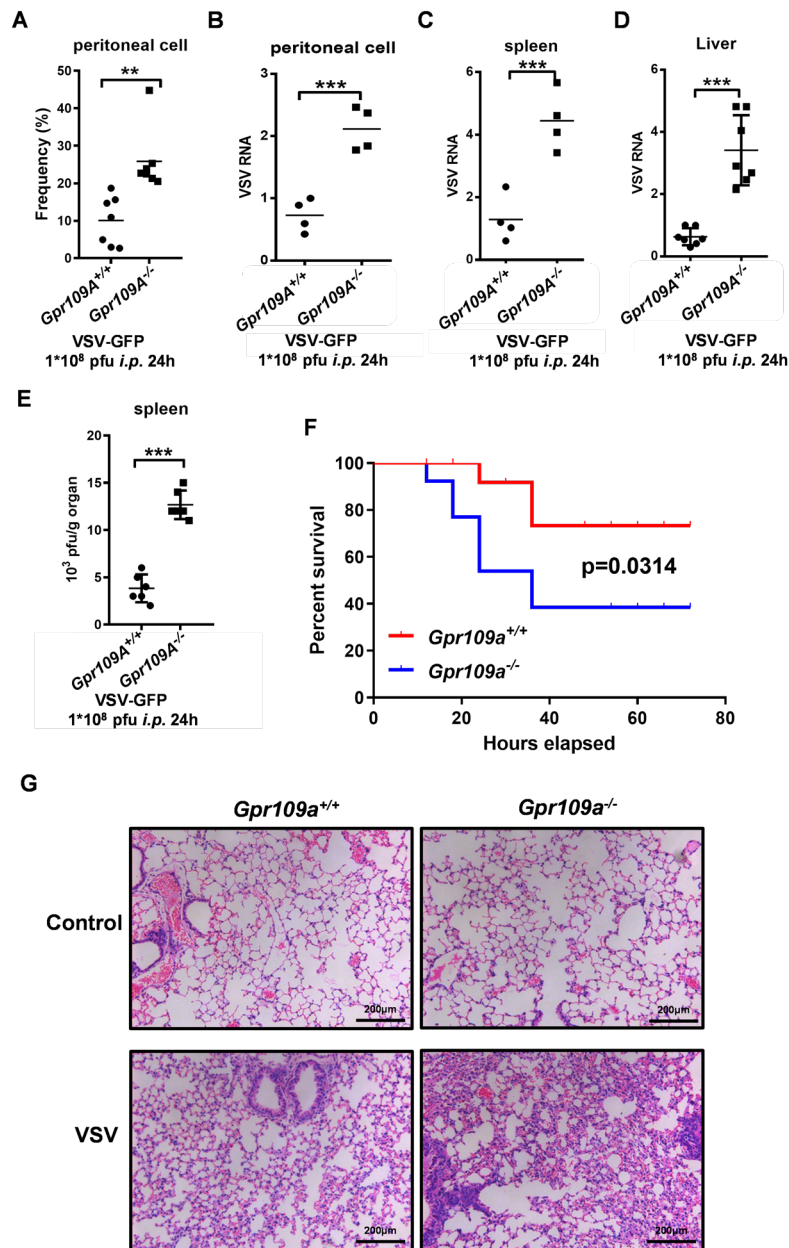 A
peritoneal cell
**
Frequency (%)
50
40
30
20
10
0
Gpr109A+/+
Gpr109A-/-
VSV-GFP
1*10⁸ pfu i.p. 24h
B
peritoneal cell
***
VSV RNA
3
2
1
0
Gpr109A+/+
Gpr109A-/-
VSV-GFP
1*10⁸ pfu i.p. 24h
C
spleen
***
VSV RNA
6
4
2
0
Gpr109A+/+
Gpr109A-/-
VSV-GFP
1*10⁸ pfu i.p. 24h
D
Liver
***
VSV RNA
6
4
2
0
Gpr109A+/+
Gpr109A-/-
VSV-GFP
1*10⁸ pfu i.p. 24h
E
spleen
***
10³ pfu/g organ
20
15
10
5
0
Gpr109A+/+
Gpr109A-/-
VSV-GFP
1*10⁸ pfu i.p. 24h
F
Percent survival
100
80
60
40
20
0
p=0.0314
Gpr109a+/+
Gpr109a-/-
0
20
40
60
80
Hours elapsed
G
Gpr109a+/+
Gpr109a-/-
Control
200μm
200μm
VSV
200μm
200μm